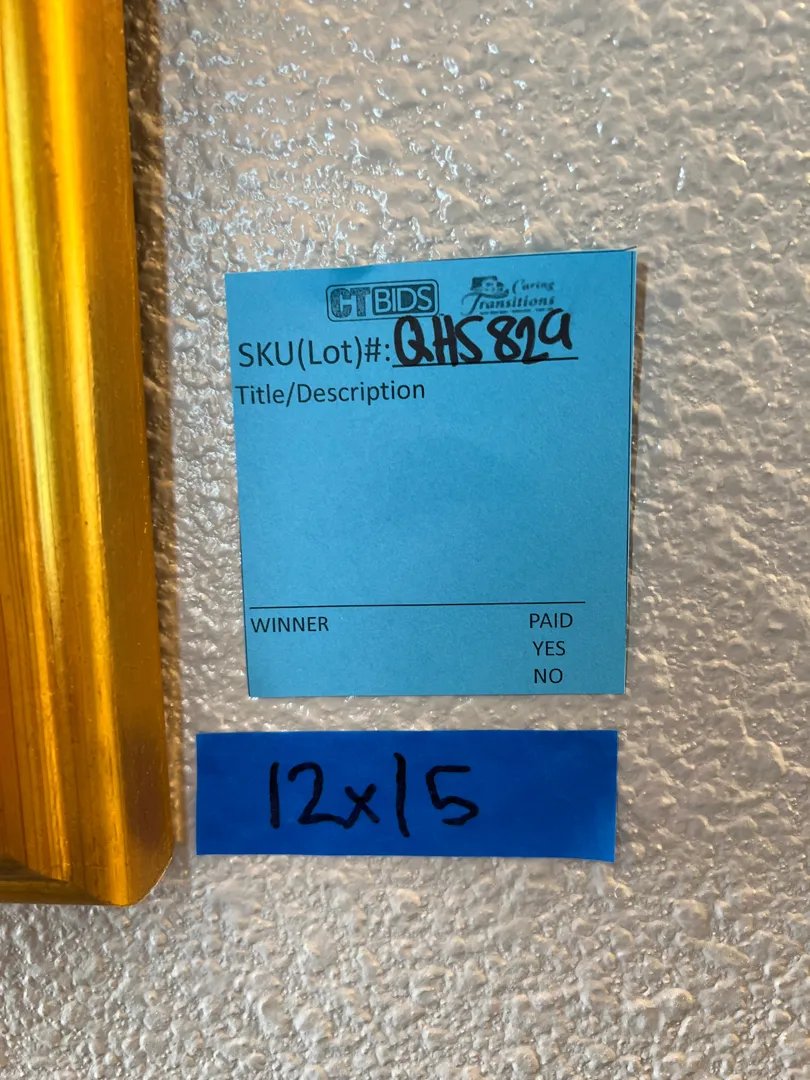 CTBIDS Caring Transitions
SKU(Lot)#: QHS829
Title/Description
WINNER PAID
YES
NO
12x15